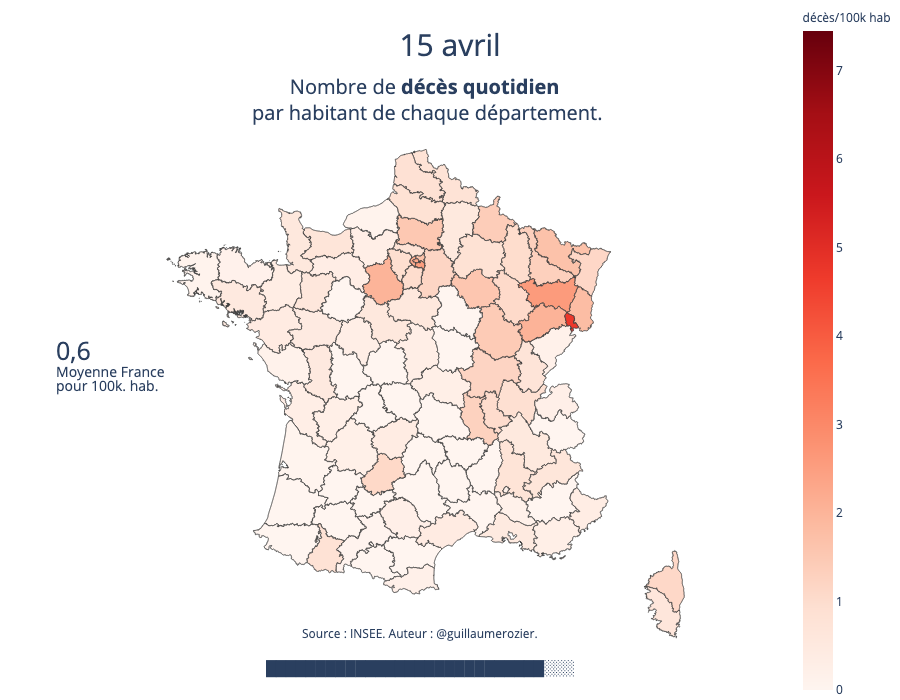 décès/100k hab
15 avril
Nombre de décès quotidien
par habitant de chaque département.
7
6
5
4
3
2
1
0
0,6
Moyenne France
pour 100k. hab.
Source : INSEE. Auteur : @guillaumerozier.